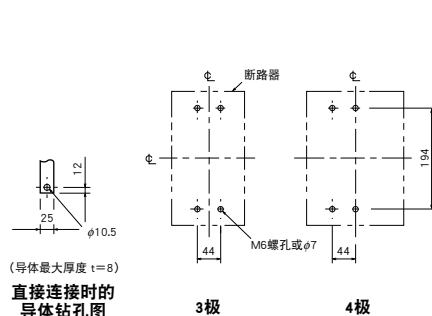 ℄
断路器
℄
℄
12
194
25
φ10.5
44
M6螺孔或φ7
44
(导体最大厚度 t=8)
直接连接时的
导体钻孔图
3极
4极